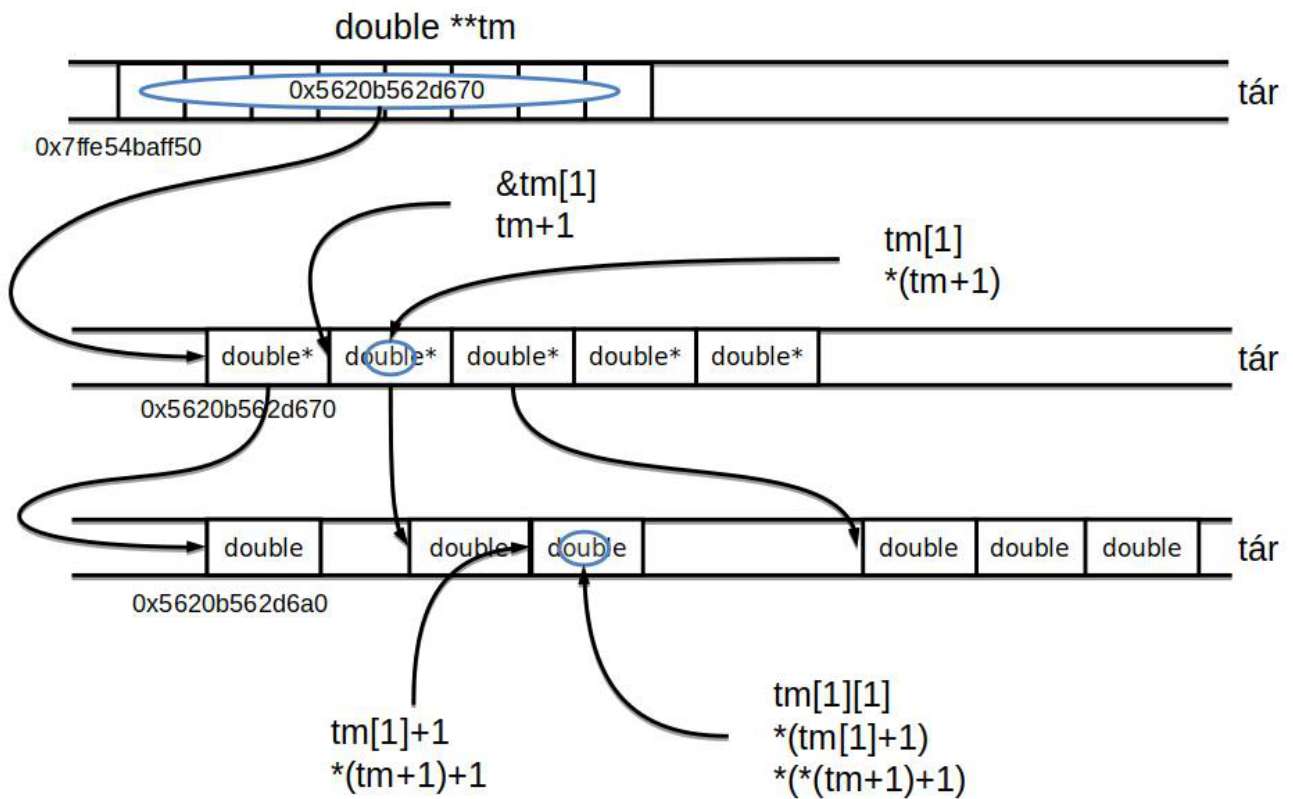 double **tm
0x5620b562d670
tár
0x7ffe54baff50
&tm[1]
tm+1
tm[1]
*(tm+1)
double* double* double* double* double*
tár
0x5620b562d670
double double double double double double
tár
0x5620b562d6a0
tm[1]+1
*(tm+1)+1
tm[1][1]
*(tm[1]+1)
*(*(tm+1)+1)